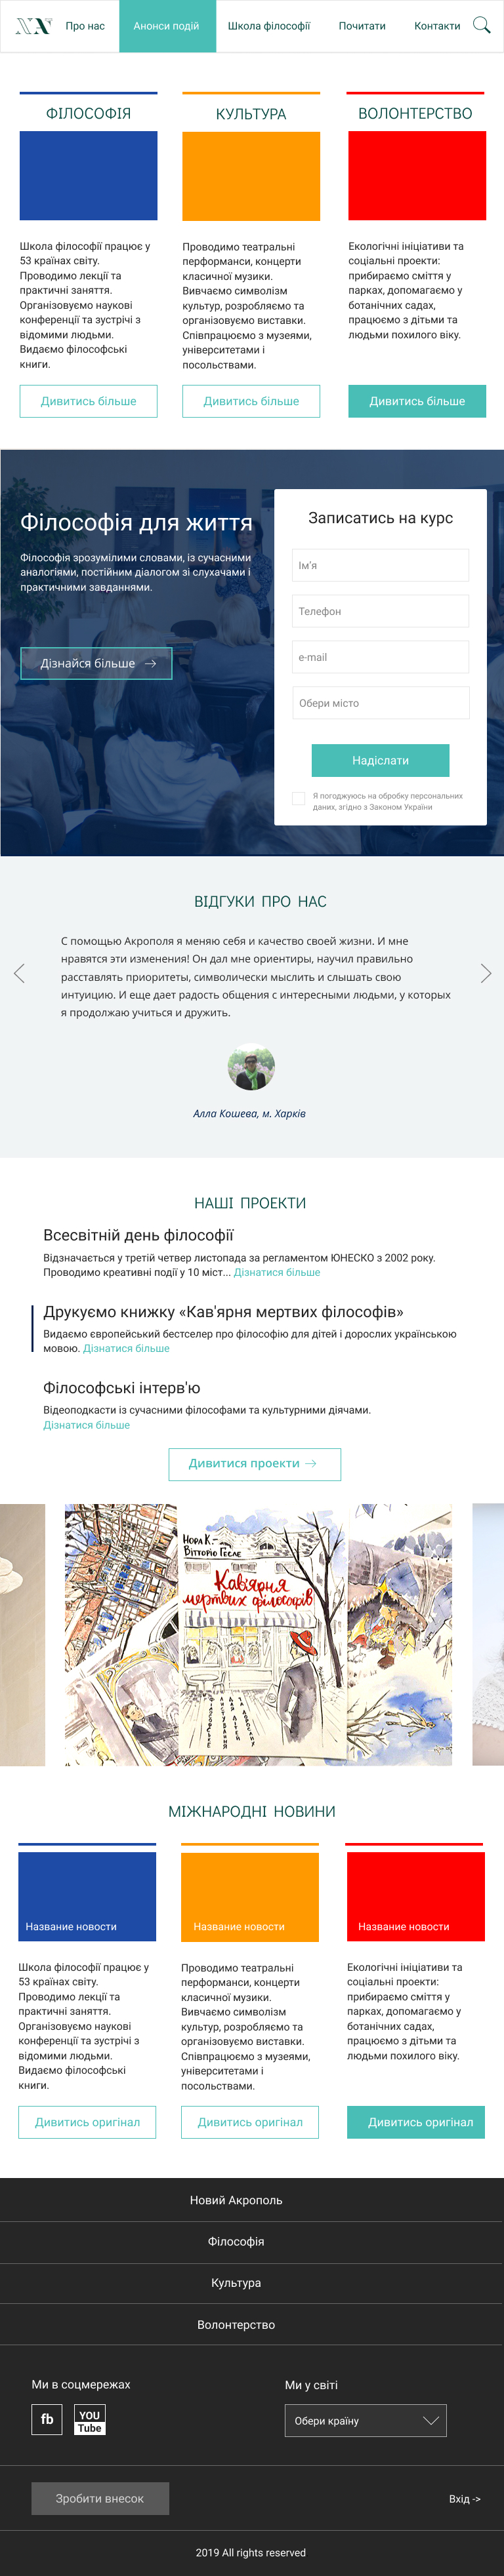 Про нас
Анонси подій
Школа філософії
Почитати
Контакти
ФІЛОСОФІЯ
Школа філософії працює у
53 країнах світу.
Проводимо лекції та
практичні заняття.
Організовуємо наукові
конференції та зустрічі з
відомими людьми.
Видаємо філософські
книги.
Дивитись більше
КУЛЬТУРА
Проводимо театральні
перформанси, концерти
класичної музики.
Вивчаємо символізм
культур, розробляємо та
організовуємо виставки.
Співпрацюємо з музеями,
університетами і
посольствами.
Дивитись більше
ВОЛОНТЕРСТВО
Екологічні ініціативи та
соціальні проекти:
прибираємо сміття у
парках, допомагаємо у
ботанічних садах,
працюємо з дітьми та
людьми похилого віку.
Дивитись більше
Філософія для життя
Філософія зрозумілими словами, із сучасними
аналогіями, постійним діалогом зі слухачами і
практичними завданнями.
Дізнайся більше
Записатись на курс
Ім'я
Телефон
e-mail
Обери місто
Надіслати
Я погоджуюсь на обробку персональних
даних, згідно з Законом України
ВІДГУКИ ПРО НАС
С помощью Акрополя я меняю себя и качество своей жизни. И мне
нравятся эти изменения! Он дал мне ориентиры, научил правильно
расставлять приоритеты, символически мыслить и слышать свою
интуицию. И еще дает радость общения с интересными людьми, у которых
я продолжаю учиться и дружить.
Алла Кошева, м. Харків
НАШІ ПРОЕКТИ
Всесвітній день філософії
Відзначається у третій четвер листопада за регламентом ЮНЕСКО з 2002 року.
Проводимо креативні події у 10 міст... Дізнатися більше
Друкуємо книжку «Кав'ярня мертвих філософів»
Видаємо європейський бестселер про філософію для дітей і дорослих українською
мовою. Дізнатися більше
Філософські інтерв'ю
Відеоподкасти із сучасними філософами та культурними діячами.
Дізнатися більше
Дивитися проекти
Нора К.
Вітторіо Гесле
Кав'ярня
мертвих філософів
МІЖНАРОДНІ НОВИНИ
Название новости
Школа філософії працює у
53 країнах світу.
Проводимо лекції та
практичні заняття.
Організовуємо наукові
конференції та зустрічі з
відомими людьми.
Видаємо філософські
книги.
Дивитись оригінал
Название новости
Проводимо театральні
перформанси, концерти
класичної музики.
Вивчаємо символізм
культур, розробляємо та
організовуємо виставки.
Співпрацюємо з музеями,
університетами і
посольствами.
Дивитись оригінал
Название новости
Екологічні ініціативи та
соціальні проекти:
прибираємо сміття у
парках, допомагаємо у
ботанічних садах,
працюємо з дітьми та
людьми похилого віку.
Дивитись оригінал
Новий Акрополь
Філософія
Культура
Волонтерство
Ми в соцмережах
fb
YOU
Tube
Ми у світі
Обери країну
Зробити внесок
Вхід ->
2019 All rights reserved